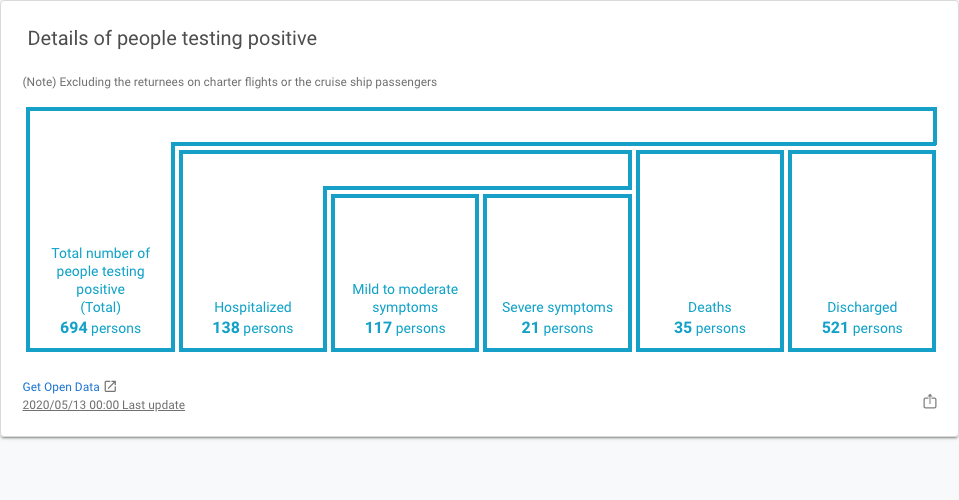 Details of people testing positive
(Note) Excluding the returnees on charter flights or the cruise ship passengers
Total number of
people testing
positive
(Total)
694 persons
Hospitalized
138 persons
Mild to moderate
symptoms
117 persons
Severe symptoms
21 persons
Deaths
35 persons
Discharged
521 persons
Get Open Data
2020/05/13 00:00 Last update